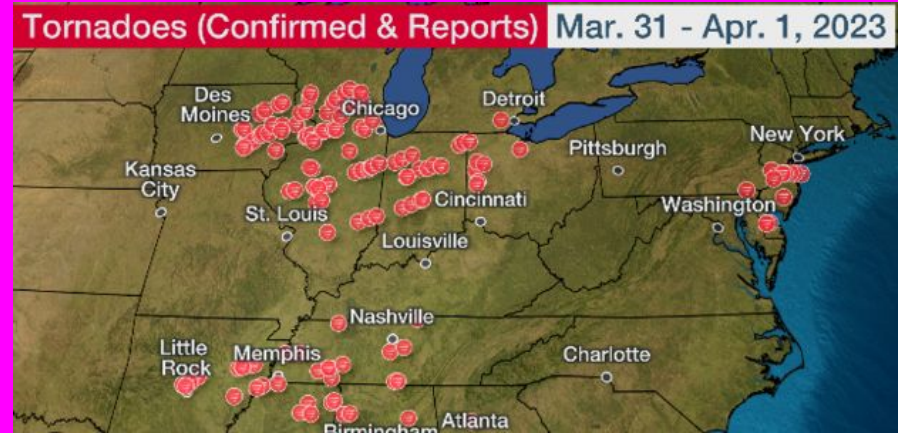 Tornadoes (Confirmed & Reports) Mar. 31 - Apr. 1, 2023
Des
Moines
Chicago
Detroit
Pittsburgh
New York
Kansas
City
St. Louis
Cincinnati
Washington
Louisville
Nashville
Little
Rock
Memphis
Charlotte
Birmingham
Atlanta